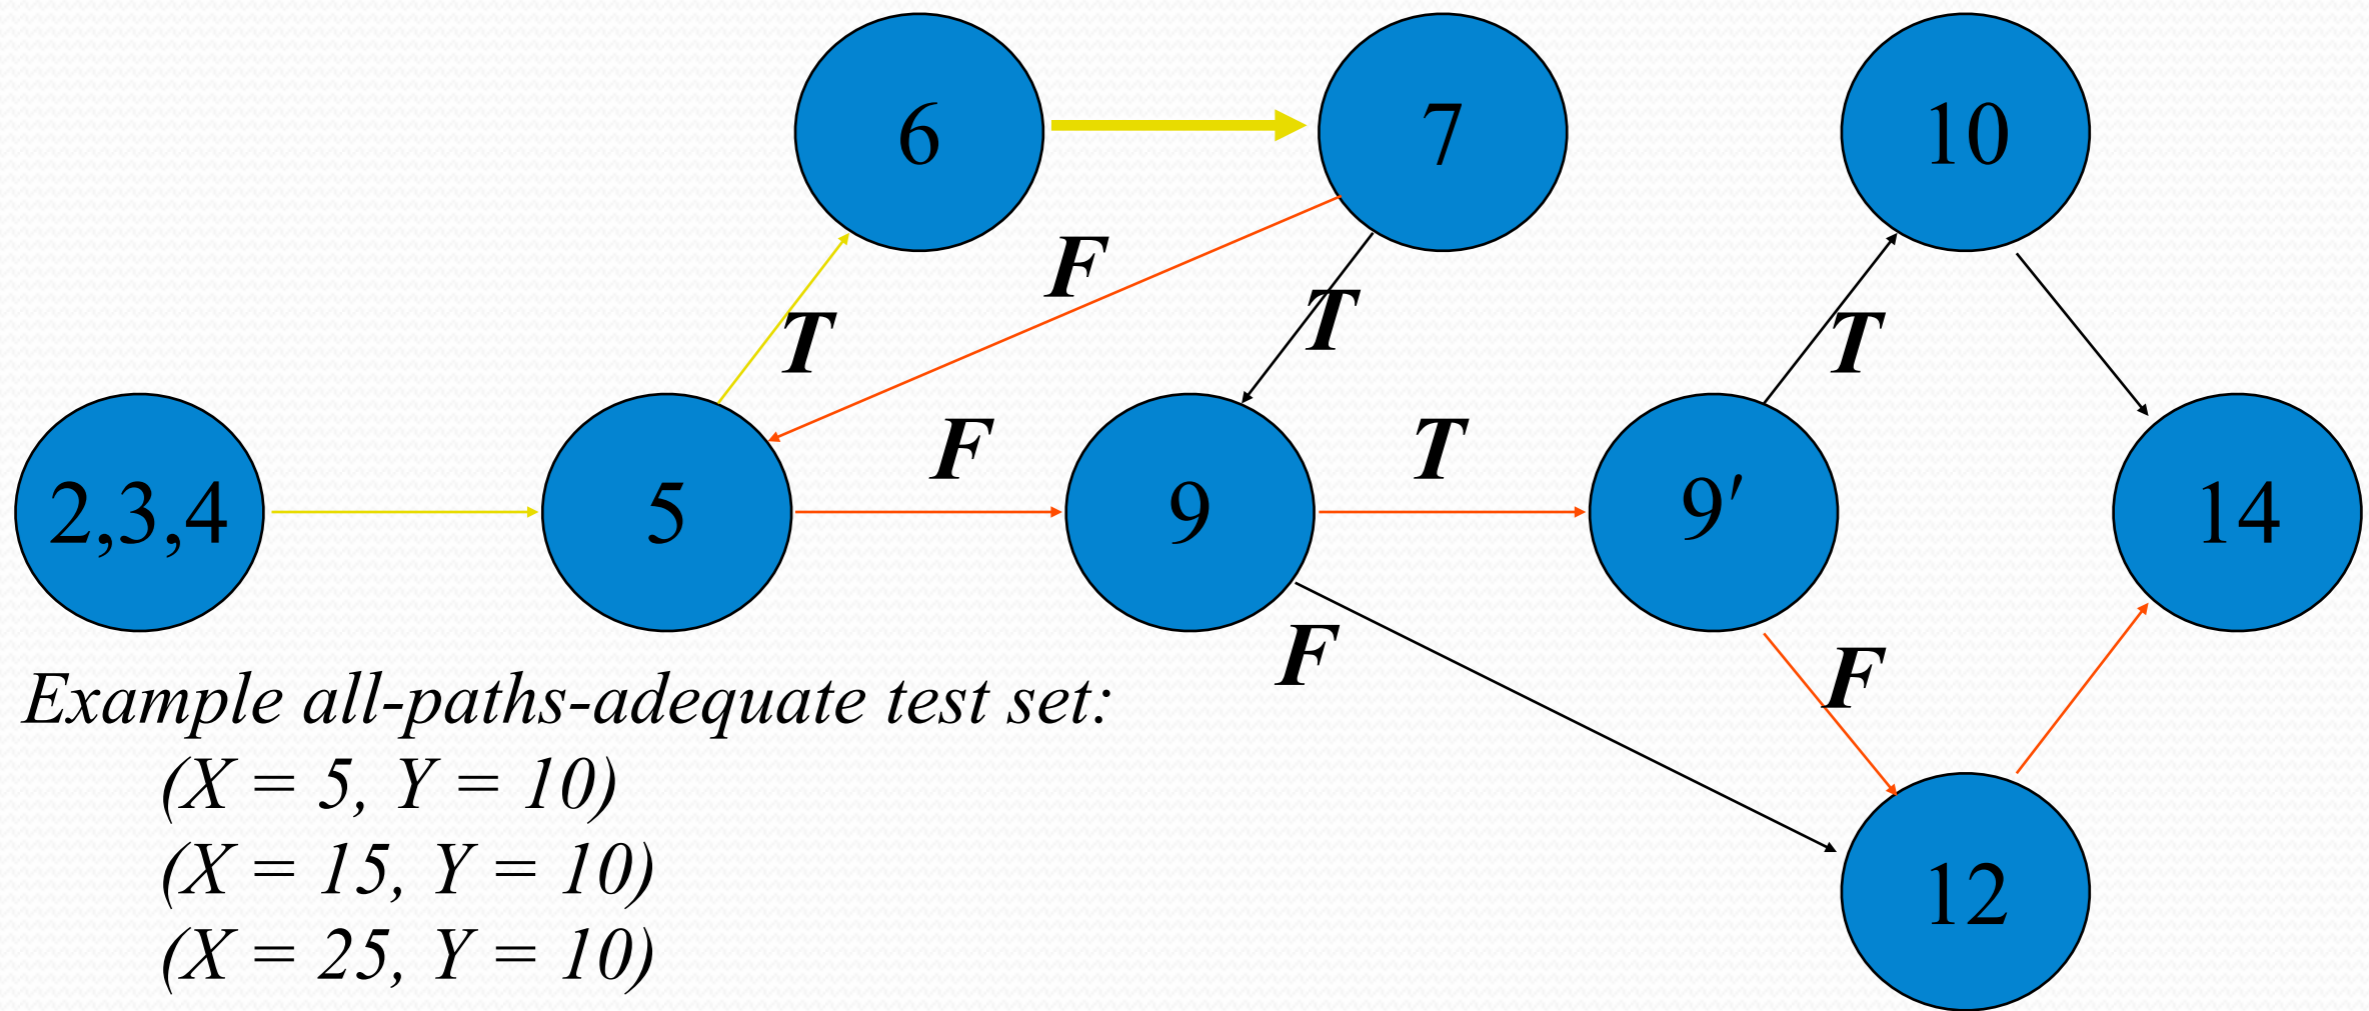 6
7
10
F
T
T
T
2,3,4
5
F
9
T
9′
14
F
F
12
Example all-paths-adequate test set:
(X = 5, Y = 10)
(X = 15, Y = 10)
(X = 25, Y = 10)